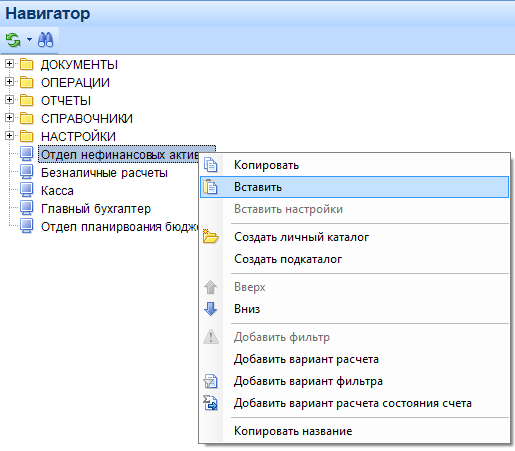 Навигатор
ДОКУМЕНТЫ
ОПЕРАЦИИ
ОТЧЕТЫ
СПРАВОЧНИКИ
НАСТРОЙКИ
Отдел нефинансовых актив
Безналичные расчеты
Касса
Главный бухгалтер
Отдел планирвоания бюдже
Копировать
Вставить
Вставить настройки
Создать личный каталог
Создать подкаталог
Вверх
Вниз
Добавить фильтр
Добавить вариант расчета
Добавить вариант фильтра
Добавить вариант расчета состояния счета
Копировать название